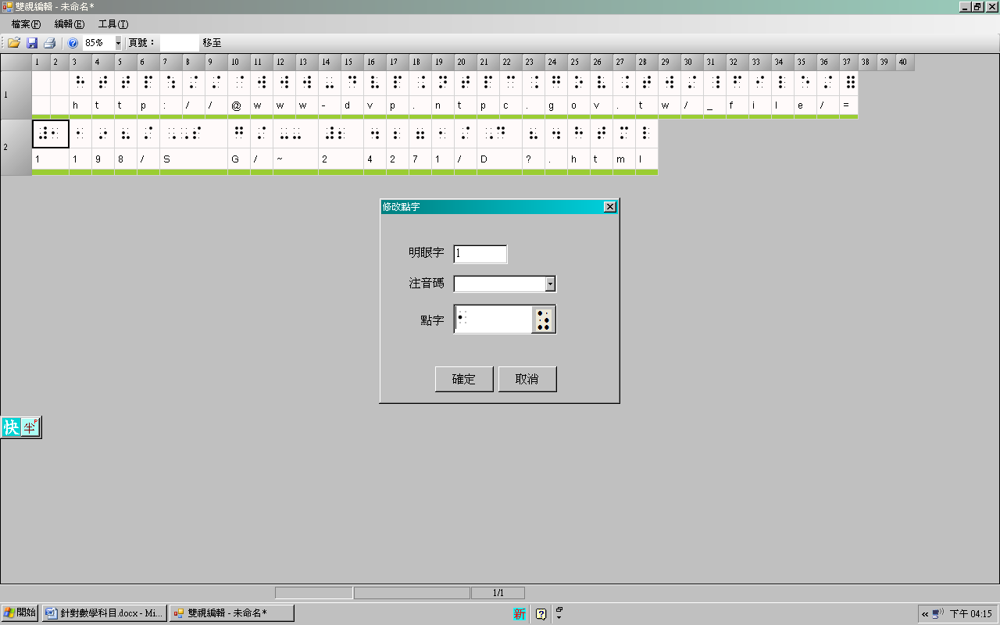 雙視編輯 - 未命名*
檔案(F) 編輯(E) 工具(T)
85% 頁號： 移至
1 2 3 4 5 6 7 8 9 10 11 12 13 14 15 16 17 18 19 20 21 22 23 24 25 26 27 28 29 30 31 32 33 34 35 36 37 38 39 40
1
h t t p : / / @ w w w - d v p . n t p c . g o v . t w / _ f i l e / =
2
1 1 9 8 / S G / ~ 2 4 2 7 1 / D ? . h t m l
修改點字
明眼字 1
注音碼
點字
確定 取消
快 半 P
1/1
開始 針對數學科目.docx - Mi... 雙視編輯 - 未命名* 新 ? « 下午 04:15